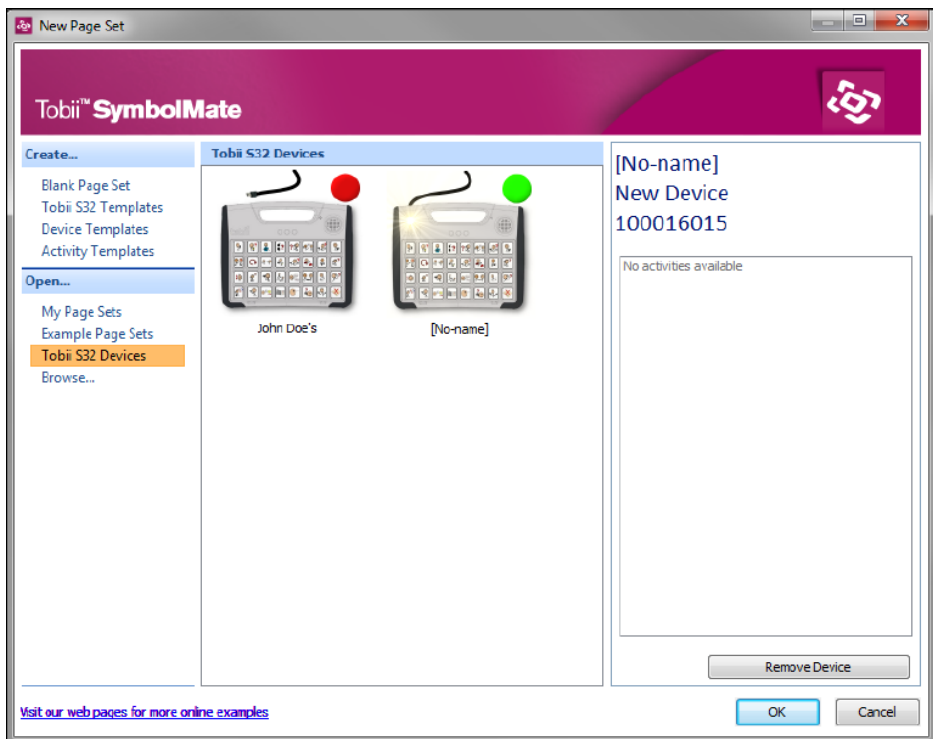 New Page Set
Tobii™ SymbolMate
Create...
Blank Page Set
Tobii S32 Templates
Device Templates
Activity Templates
Open...
My Page Sets
Example Page Sets
Tobii S32 Devices
Browse...
Tobii S32 Devices
John Doe's
[No-name]
[No-name]
New Device
100016015
No activities available
Remove Device
Visit our web pages for more online examples
OK
Cancel